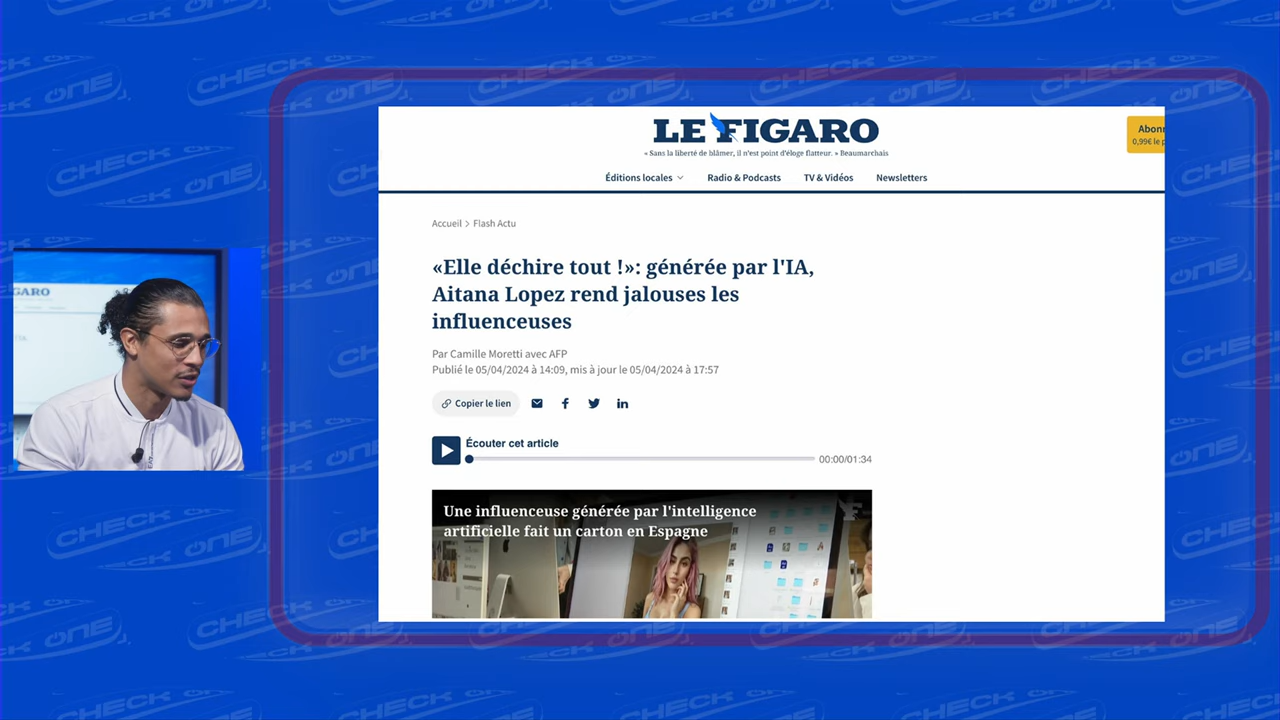 CHECK
ONE
LE FIGARO
« Sans la liberté de blâmer, il n'est point d'éloge flatteur. » Beaumarchais
Abonn
0,99€ le p
Éditions locales
Radio & Podcasts
TV & Vidéos
Newsletters
Accueil > Flash Actu
«Elle déchire tout !»: générée par l'IA,
Aitana Lopez rend jalouses les
influenceuses
Par Camille Moretti avec AFP
Publié le 05/04/2024 à 14:09, mis à jour le 05/04/2024 à 17:57
Copier le lien
Écouter cet article
00:00/01:34
Une influenceuse générée par l'intelligence
artificielle fait un carton en Espagne
GARO